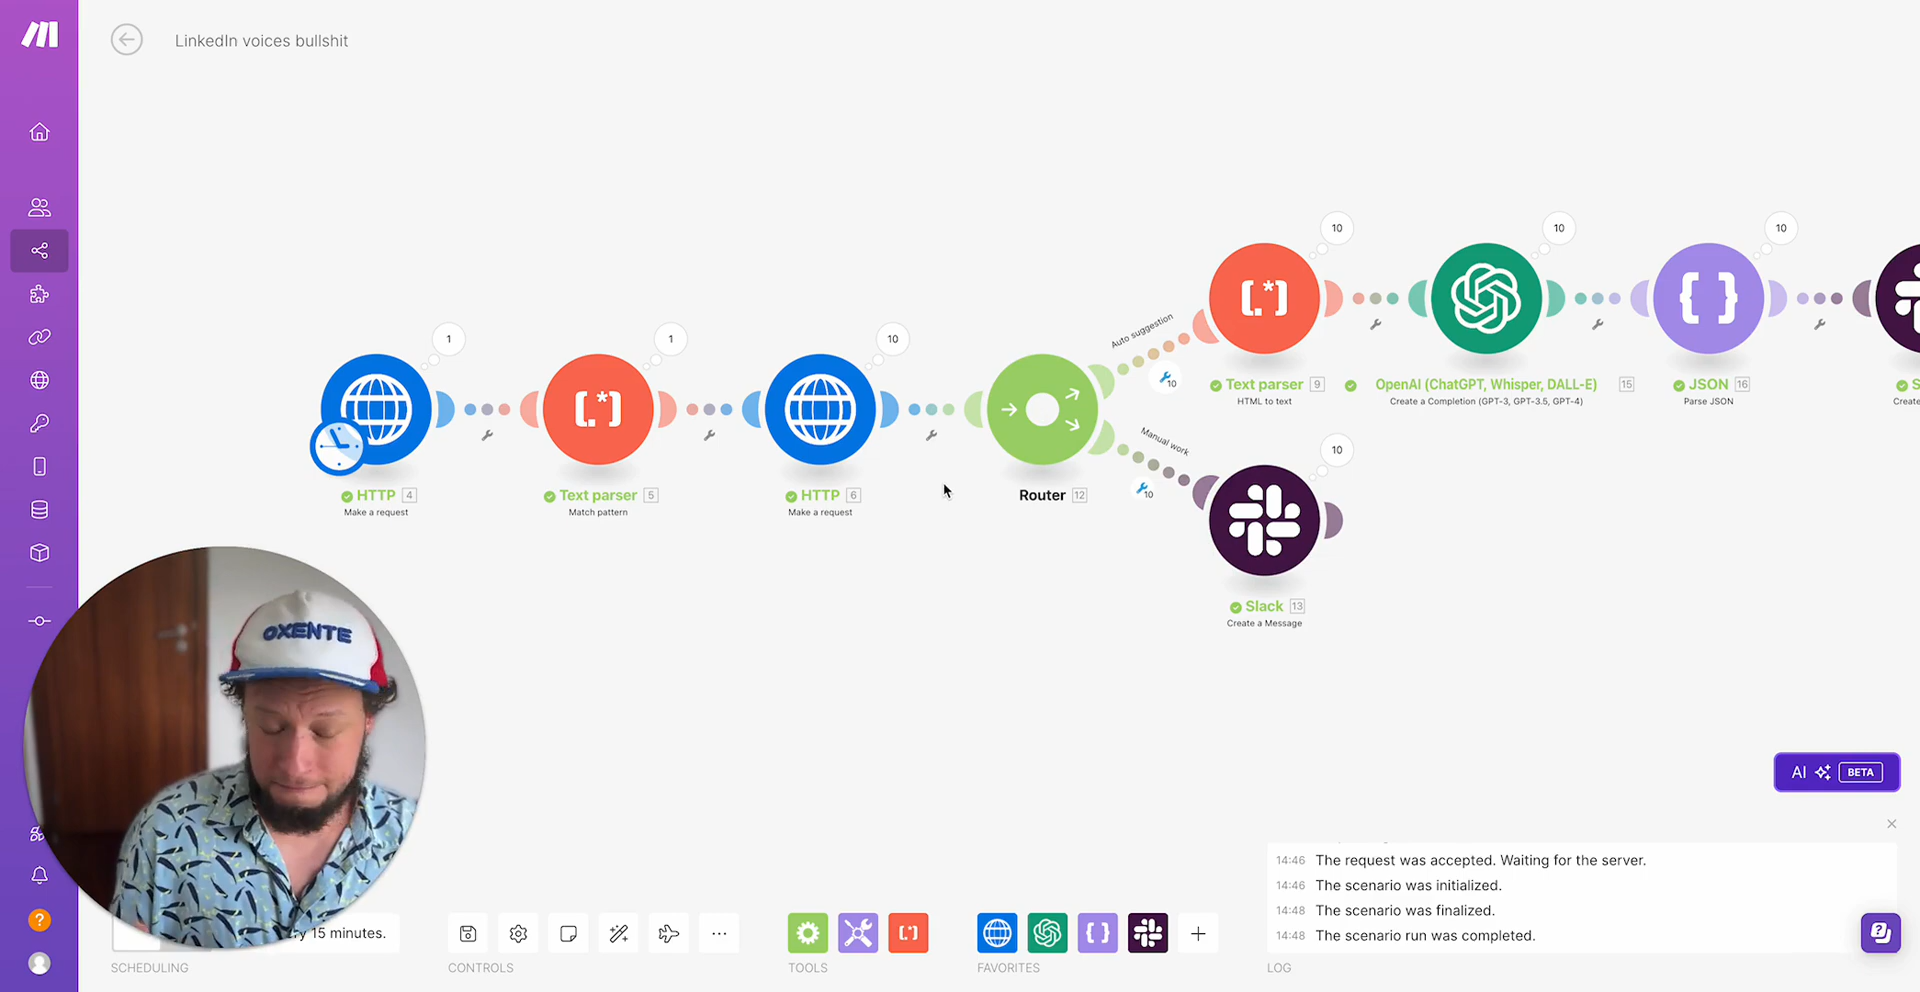 LinkedIn voices bullshit
1
1
10
10
10
10
10
Auto suggestion
Manual work
10
10
HTTP 4
Make a request
Text parser 5
Match pattern
HTTP 6
Make a request
Router 12
[.*]
[.*]
{ }
Text parser 9
HTML to text
OpenAI (ChatGPT, Whisper, DALL-E) 15
Create a Completion (GPT-3, GPT-3.5, GPT-4)
JSON 16
Parse JSON
S
Create
Slack 13
Create a Message
OXENTE
AI BETA
14:46 The request was accepted. Waiting for the server.
14:46 The scenario was initialized.
14:48 The scenario was finalized.
14:48 The scenario run was completed.
ry 15 minutes.
SCHEDULING
CONTROLS
TOOLS
FAVORITES
LOG